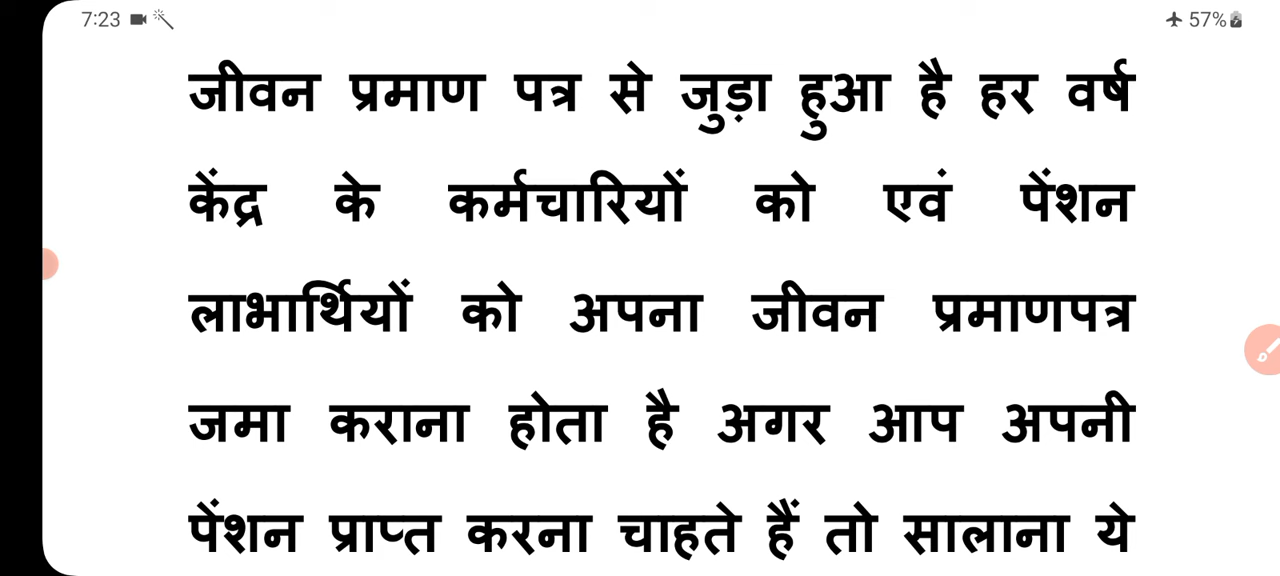 7:23 57%
जीवन प्रमाण पत्र से जुड़ा हुआ है हर वर्ष
केंद्र के कर्मचारियों को एवं पेंशन
लाभार्थियों को अपना जीवन प्रमाणपत्र
जमा कराना होता है अगर आप अपनी
पेंशन प्राप्त करना चाहते हैं तो सालाना ये